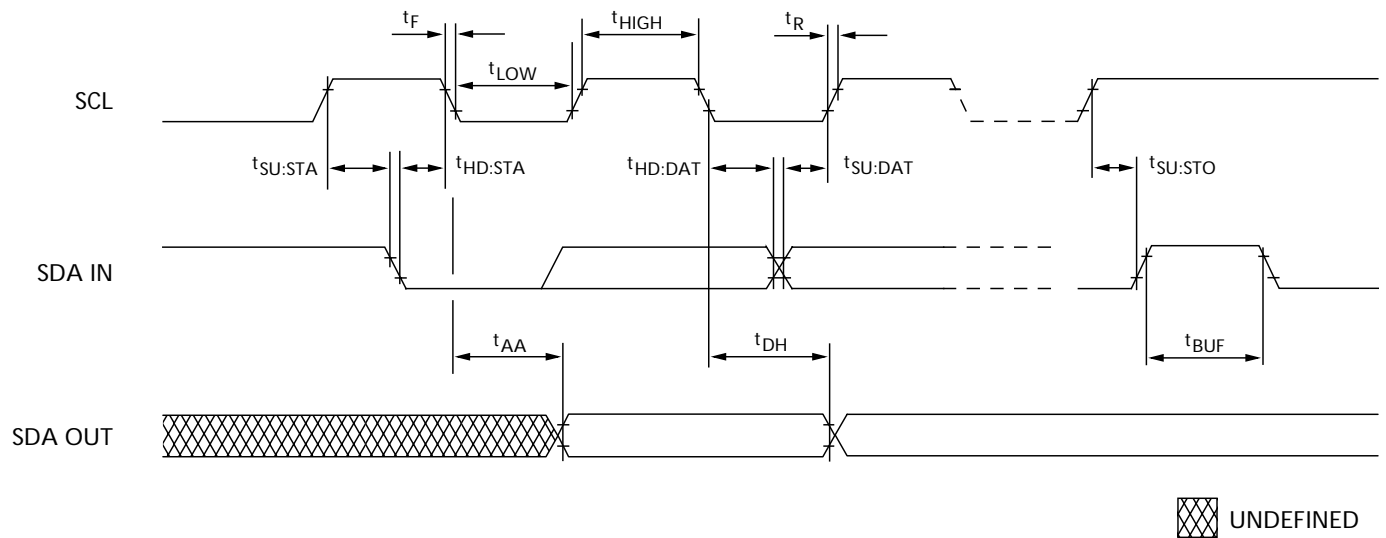 tF
tHIGH
tR
tLOW
SCL
tSU:STA
tHD:STA
tHD:DAT
tSU:DAT
tSU:STO
SDA IN
tAA
tDH
tBUF
SDA OUT
UNDEFINED